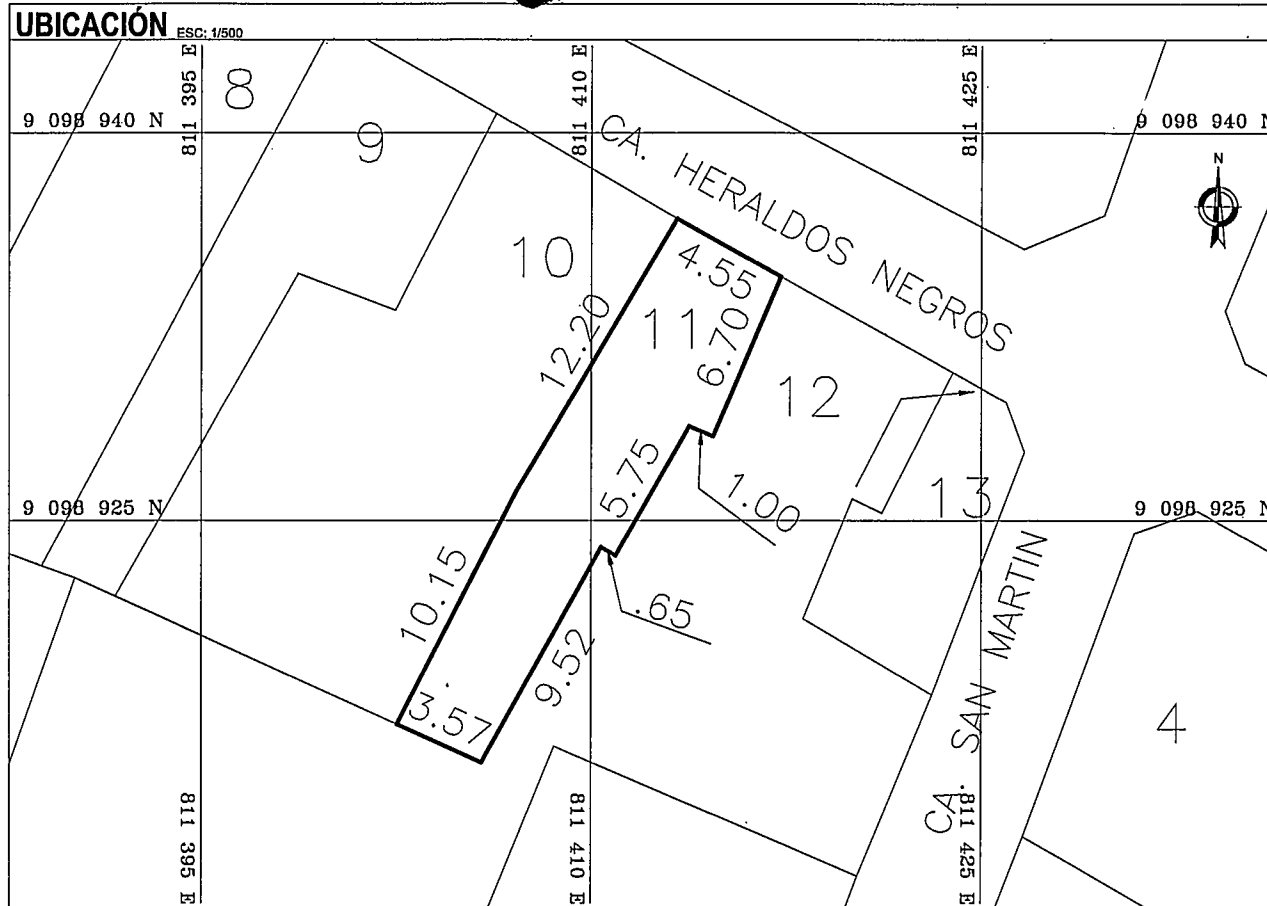 UBICACIÓN ESC; 1/500
811 395 E
811 410 E
811 425 E
9 098 940 N
9 098 940 N
8
9
N
CA. HERALDOS NEGROS
10
4.55
11
12.20
6.70
12
5.75
1.00
13
9 098 925 N
9 098 925 N
10.15
.65
9.52
3.57
CA. SAN MARTIN
4
811 395 E
811 410 E
811 425 E